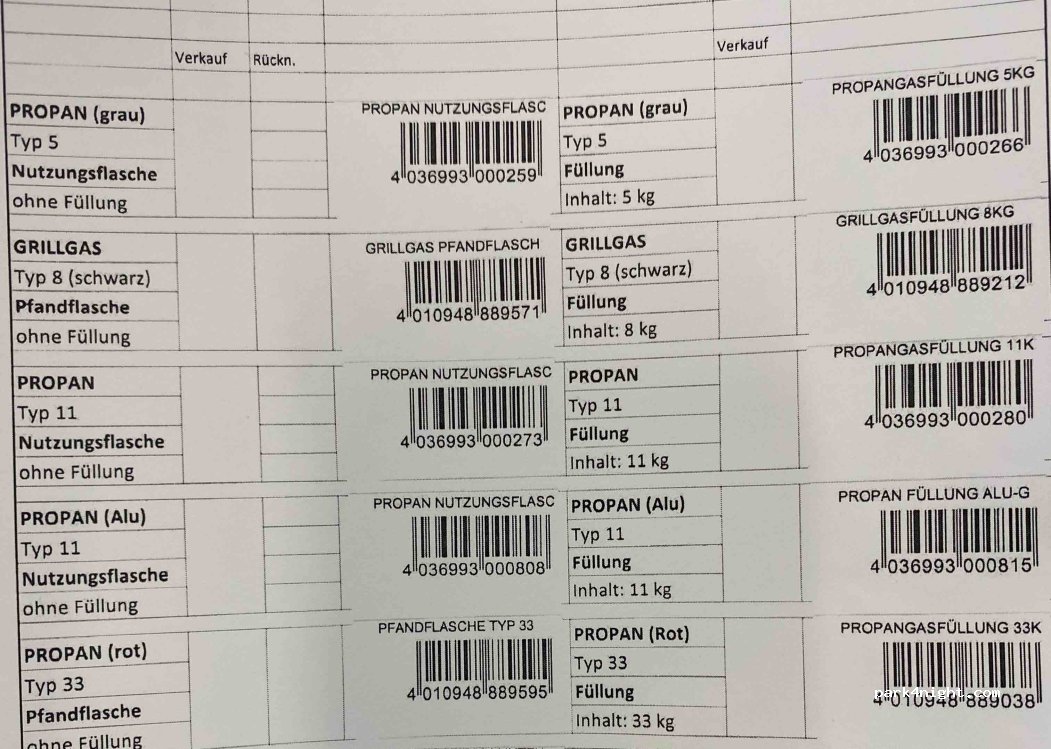 Verkauf
Rückn.
Verkauf
PROPAN (grau)
Typ 5
Nutzungsflasche
ohne Füllung
PROPAN NUTZUNGSFLASC
4 036993 000259
PROPAN (grau)
Typ 5
Füllung
Inhalt: 5 kg
PROPANGASFÜLLUNG 5KG
4 036993 000266
GRILLGAS
Typ 8 (schwarz)
Pfandflasche
ohne Füllung
GRILLGAS PFANDFLASCH
4 010948 889571
GRILLGAS
Typ 8 (schwarz)
Füllung
Inhalt: 8 kg
GRILLGASFÜLLUNG 8KG
4 010948 889212
PROPAN
Typ 11
Nutzungsflasche
ohne Füllung
PROPAN NUTZUNGSFLASC
4 036993 000273
PROPAN
Typ 11
Füllung
Inhalt: 11 kg
PROPANGASFÜLLUNG 11K
4 036993 000280
PROPAN (Alu)
Typ 11
Nutzungsflasche
ohne Füllung
PROPAN NUTZUNGSFLASC
4 036993 000808
PROPAN (Alu)
Typ 11
Füllung
Inhalt: 11 kg
PROPAN FÜLLUNG ALU-G
4 036993 000815
PROPAN (rot)
Typ 33
Pfandflasche
ohne Füllung
PFANDFLASCHE TYP 33
4 010948 889595
PROPAN (Rot)
Typ 33
Füllung
Inhalt: 33 kg
PROPANGASFÜLLUNG 33K
4 010948 889038
park4night.com